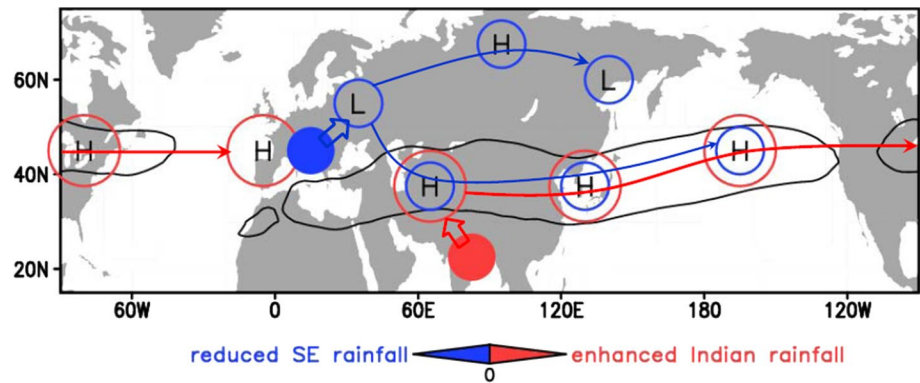 H
60N
L
L
H
H
H
40N
H
H
20N
60W
0
60E
120E
180
120W
reduced SE rainfall
enhanced Indian rainfall
0